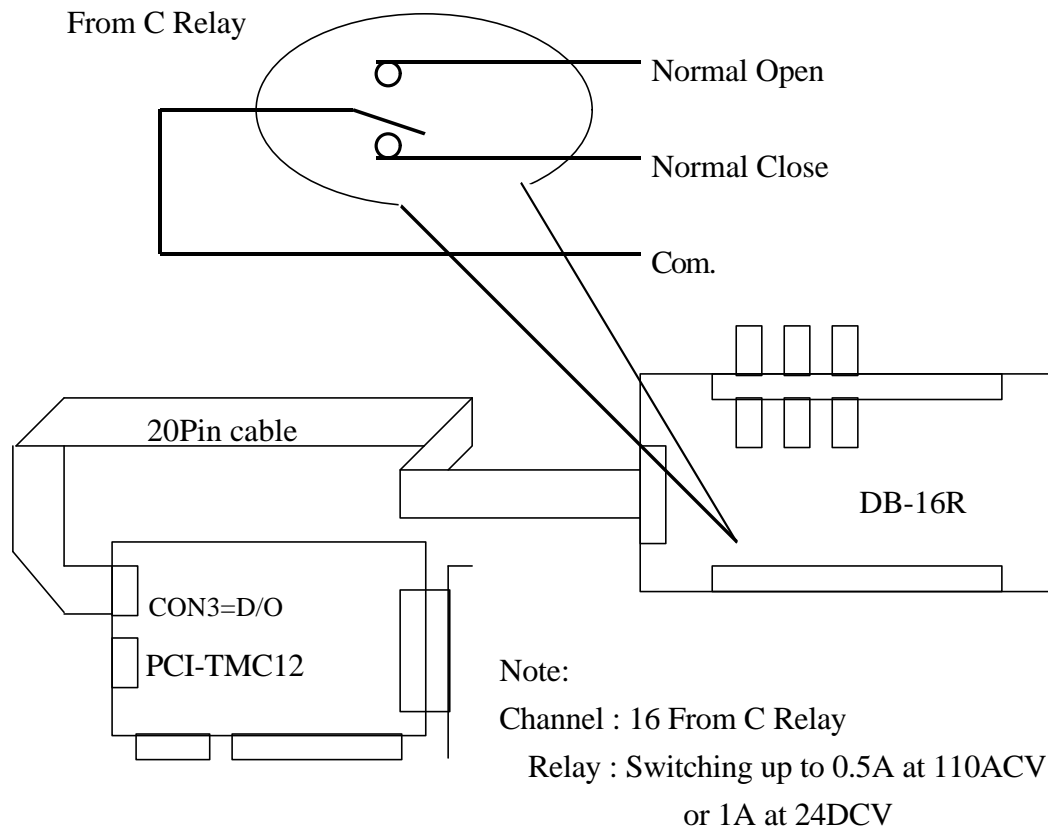 From C Relay
Normal Open
Normal Close
Com.
20Pin cable
DB-16R
CON3=D/O
PCI-TMC12
Note:
Channel : 16 From C Relay
Relay : Switching up to 0.5A at 110ACV
or 1A at 24DCV